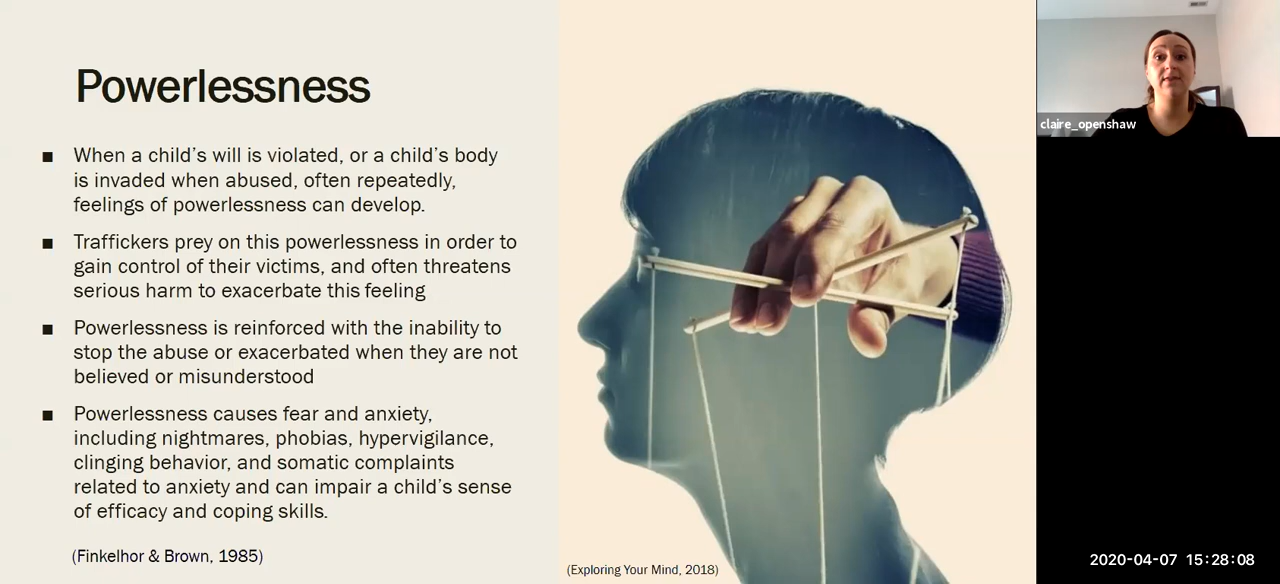 Powerlessness
■ When a child’s will is violated, or a child’s body
is invaded when abused, often repeatedly,
feelings of powerlessness can develop.
■ Traffickers prey on this powerlessness in order to
gain control of their victims, and often threatens
serious harm to exacerbate this feeling
■ Powerlessness is reinforced with the inability to
stop the abuse or exacerbated when they are not
believed or misunderstood
■ Powerlessness causes fear and anxiety,
including nightmares, phobias, hypervigilance,
clinging behavior, and somatic complaints
related to anxiety and can impair a child’s sense
of efficacy and coping skills.
(Finkelhor & Brown, 1985)
(Exploring Your Mind, 2018)
claire_openshaw
2020-04-07 15:28:08